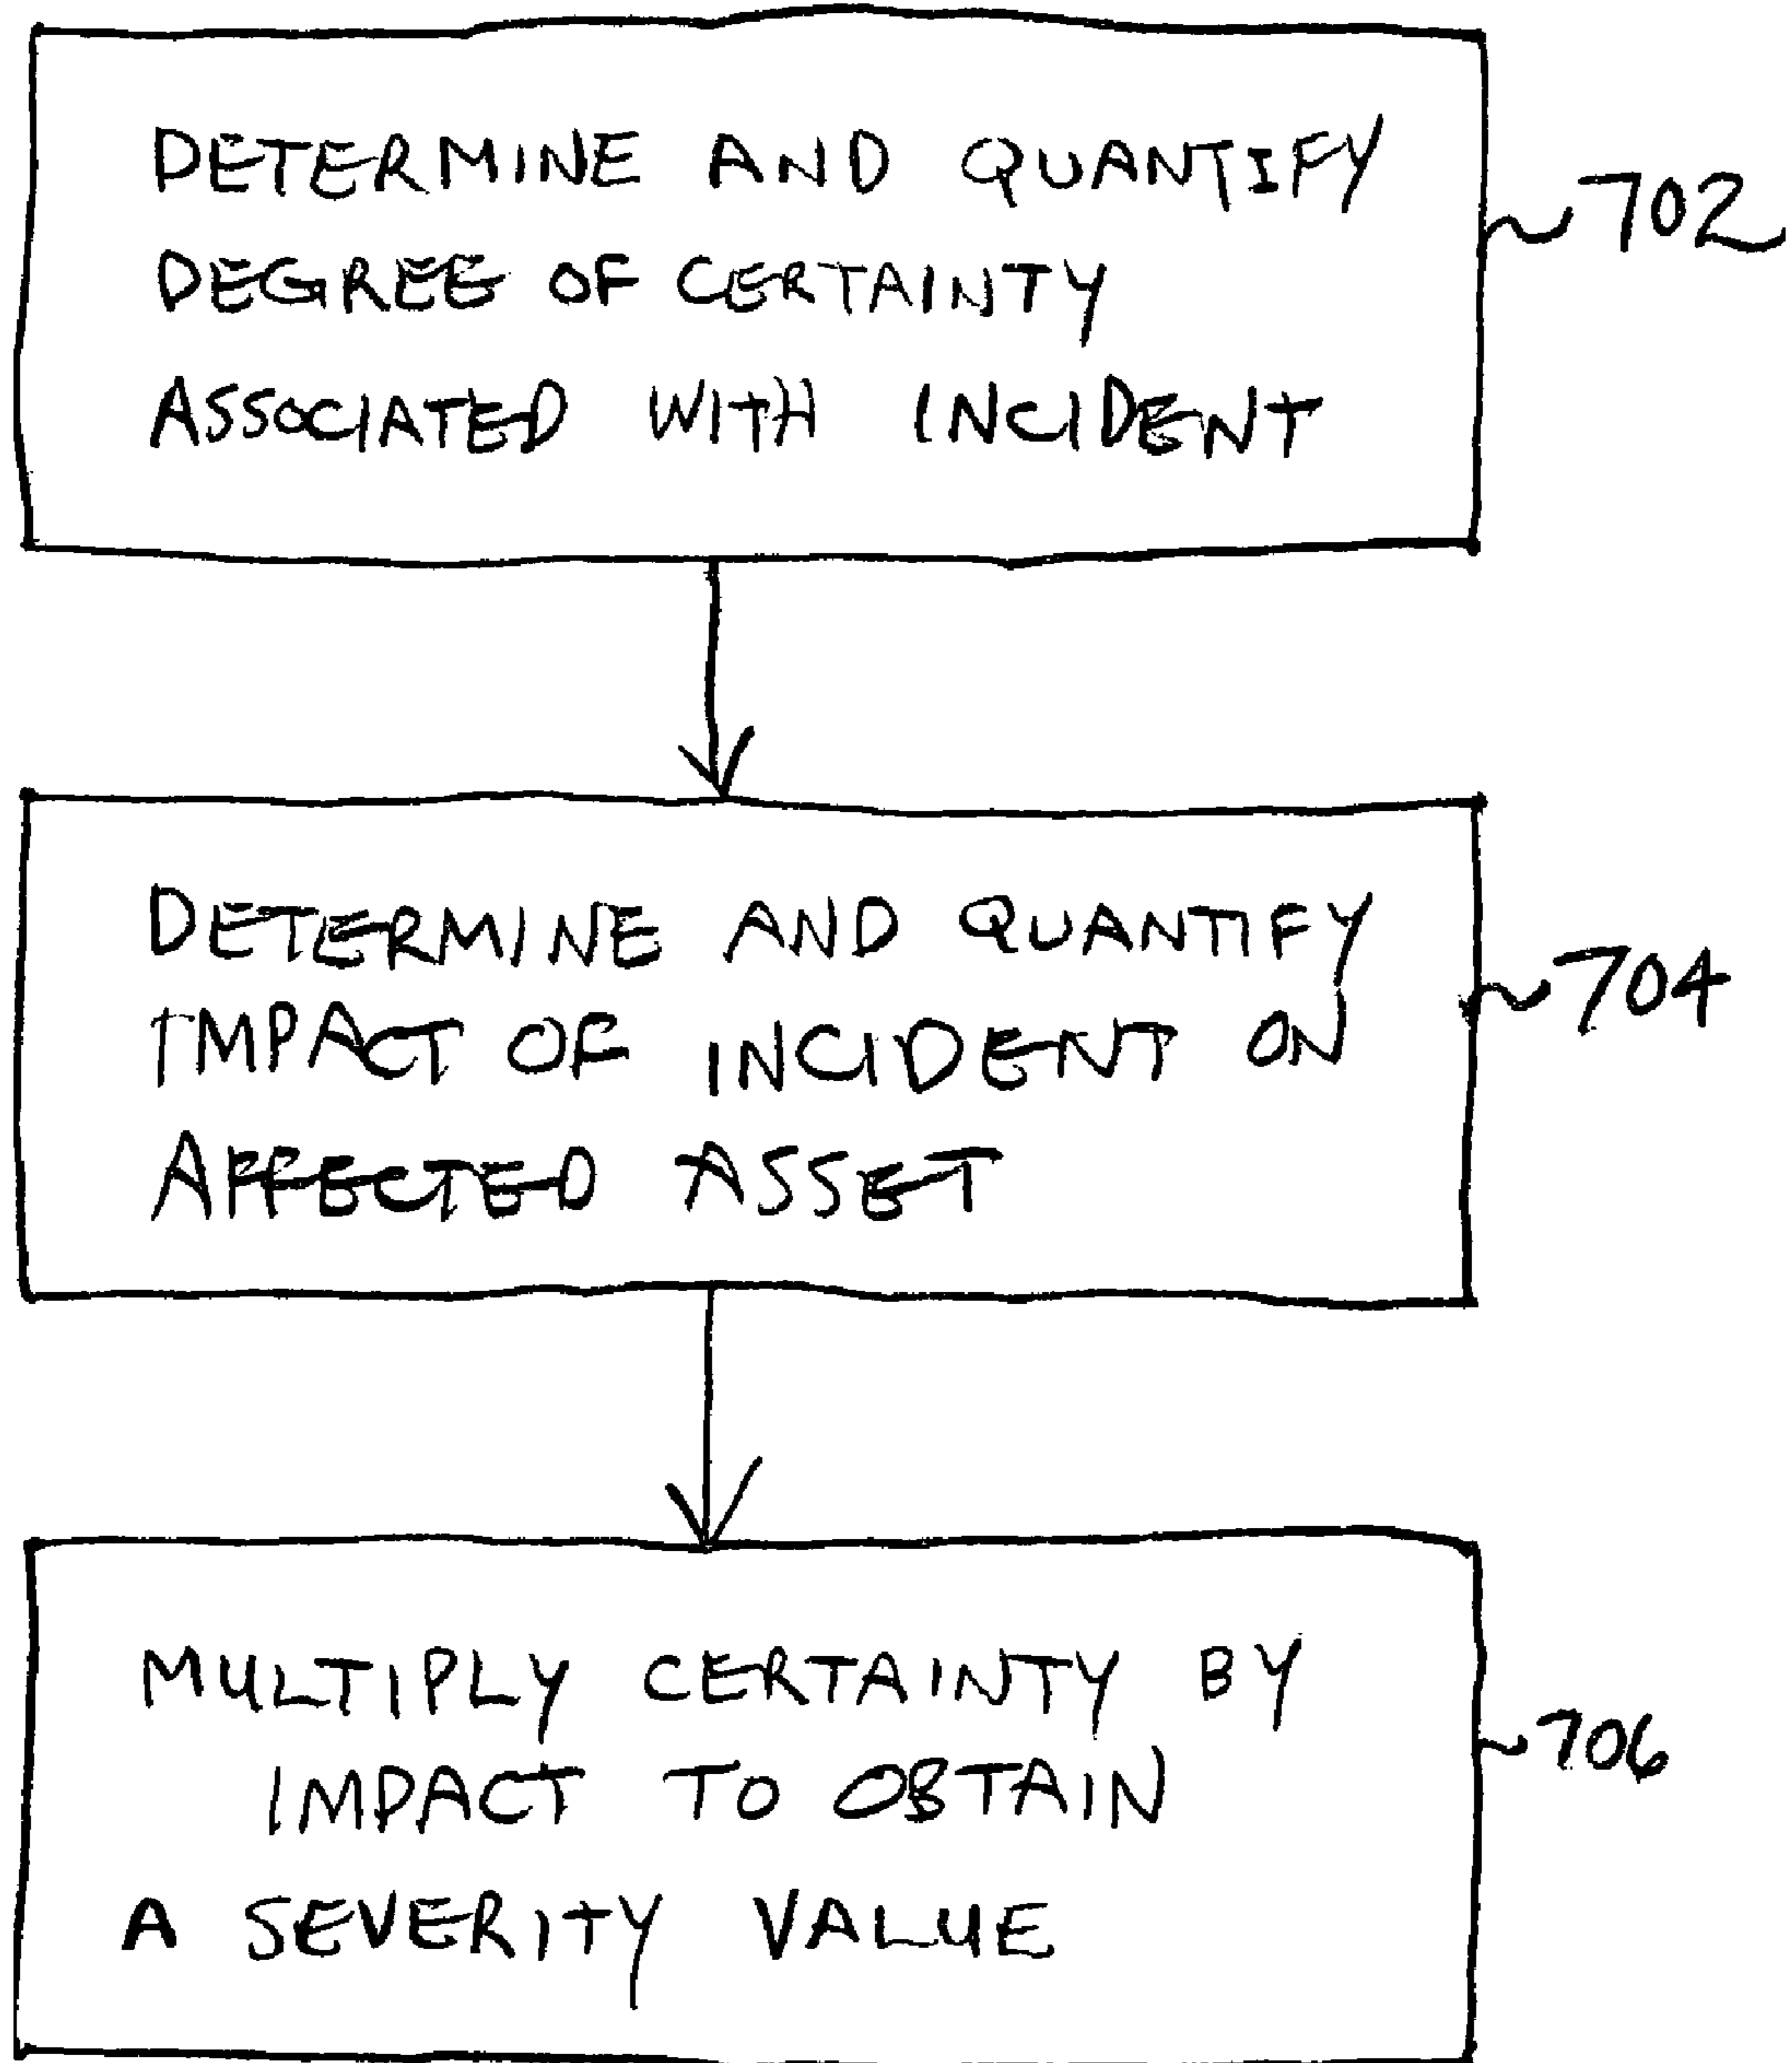 DETERMINE AND QUANTIFY
DEGREE OF CERTAINTY
ASSOCIATED WITH INCIDENT
702
DETERMINE AND QUANTIFY
IMPACT OF INCIDENT ON
AFFECTED ASSET
704
MULTIPLY CERTAINTY BY
IMPACT TO OBTAIN
A SEVERITY VALUE
706